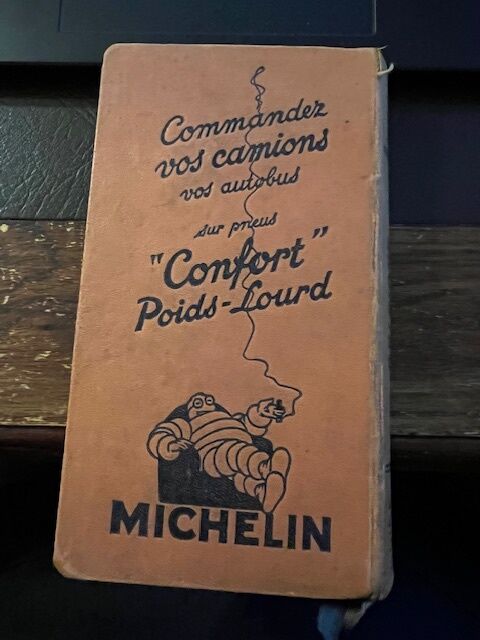 Commandez
vos camions
vos autobus
sur pneus
"Confort"
Poids-Lourd
MICHELIN